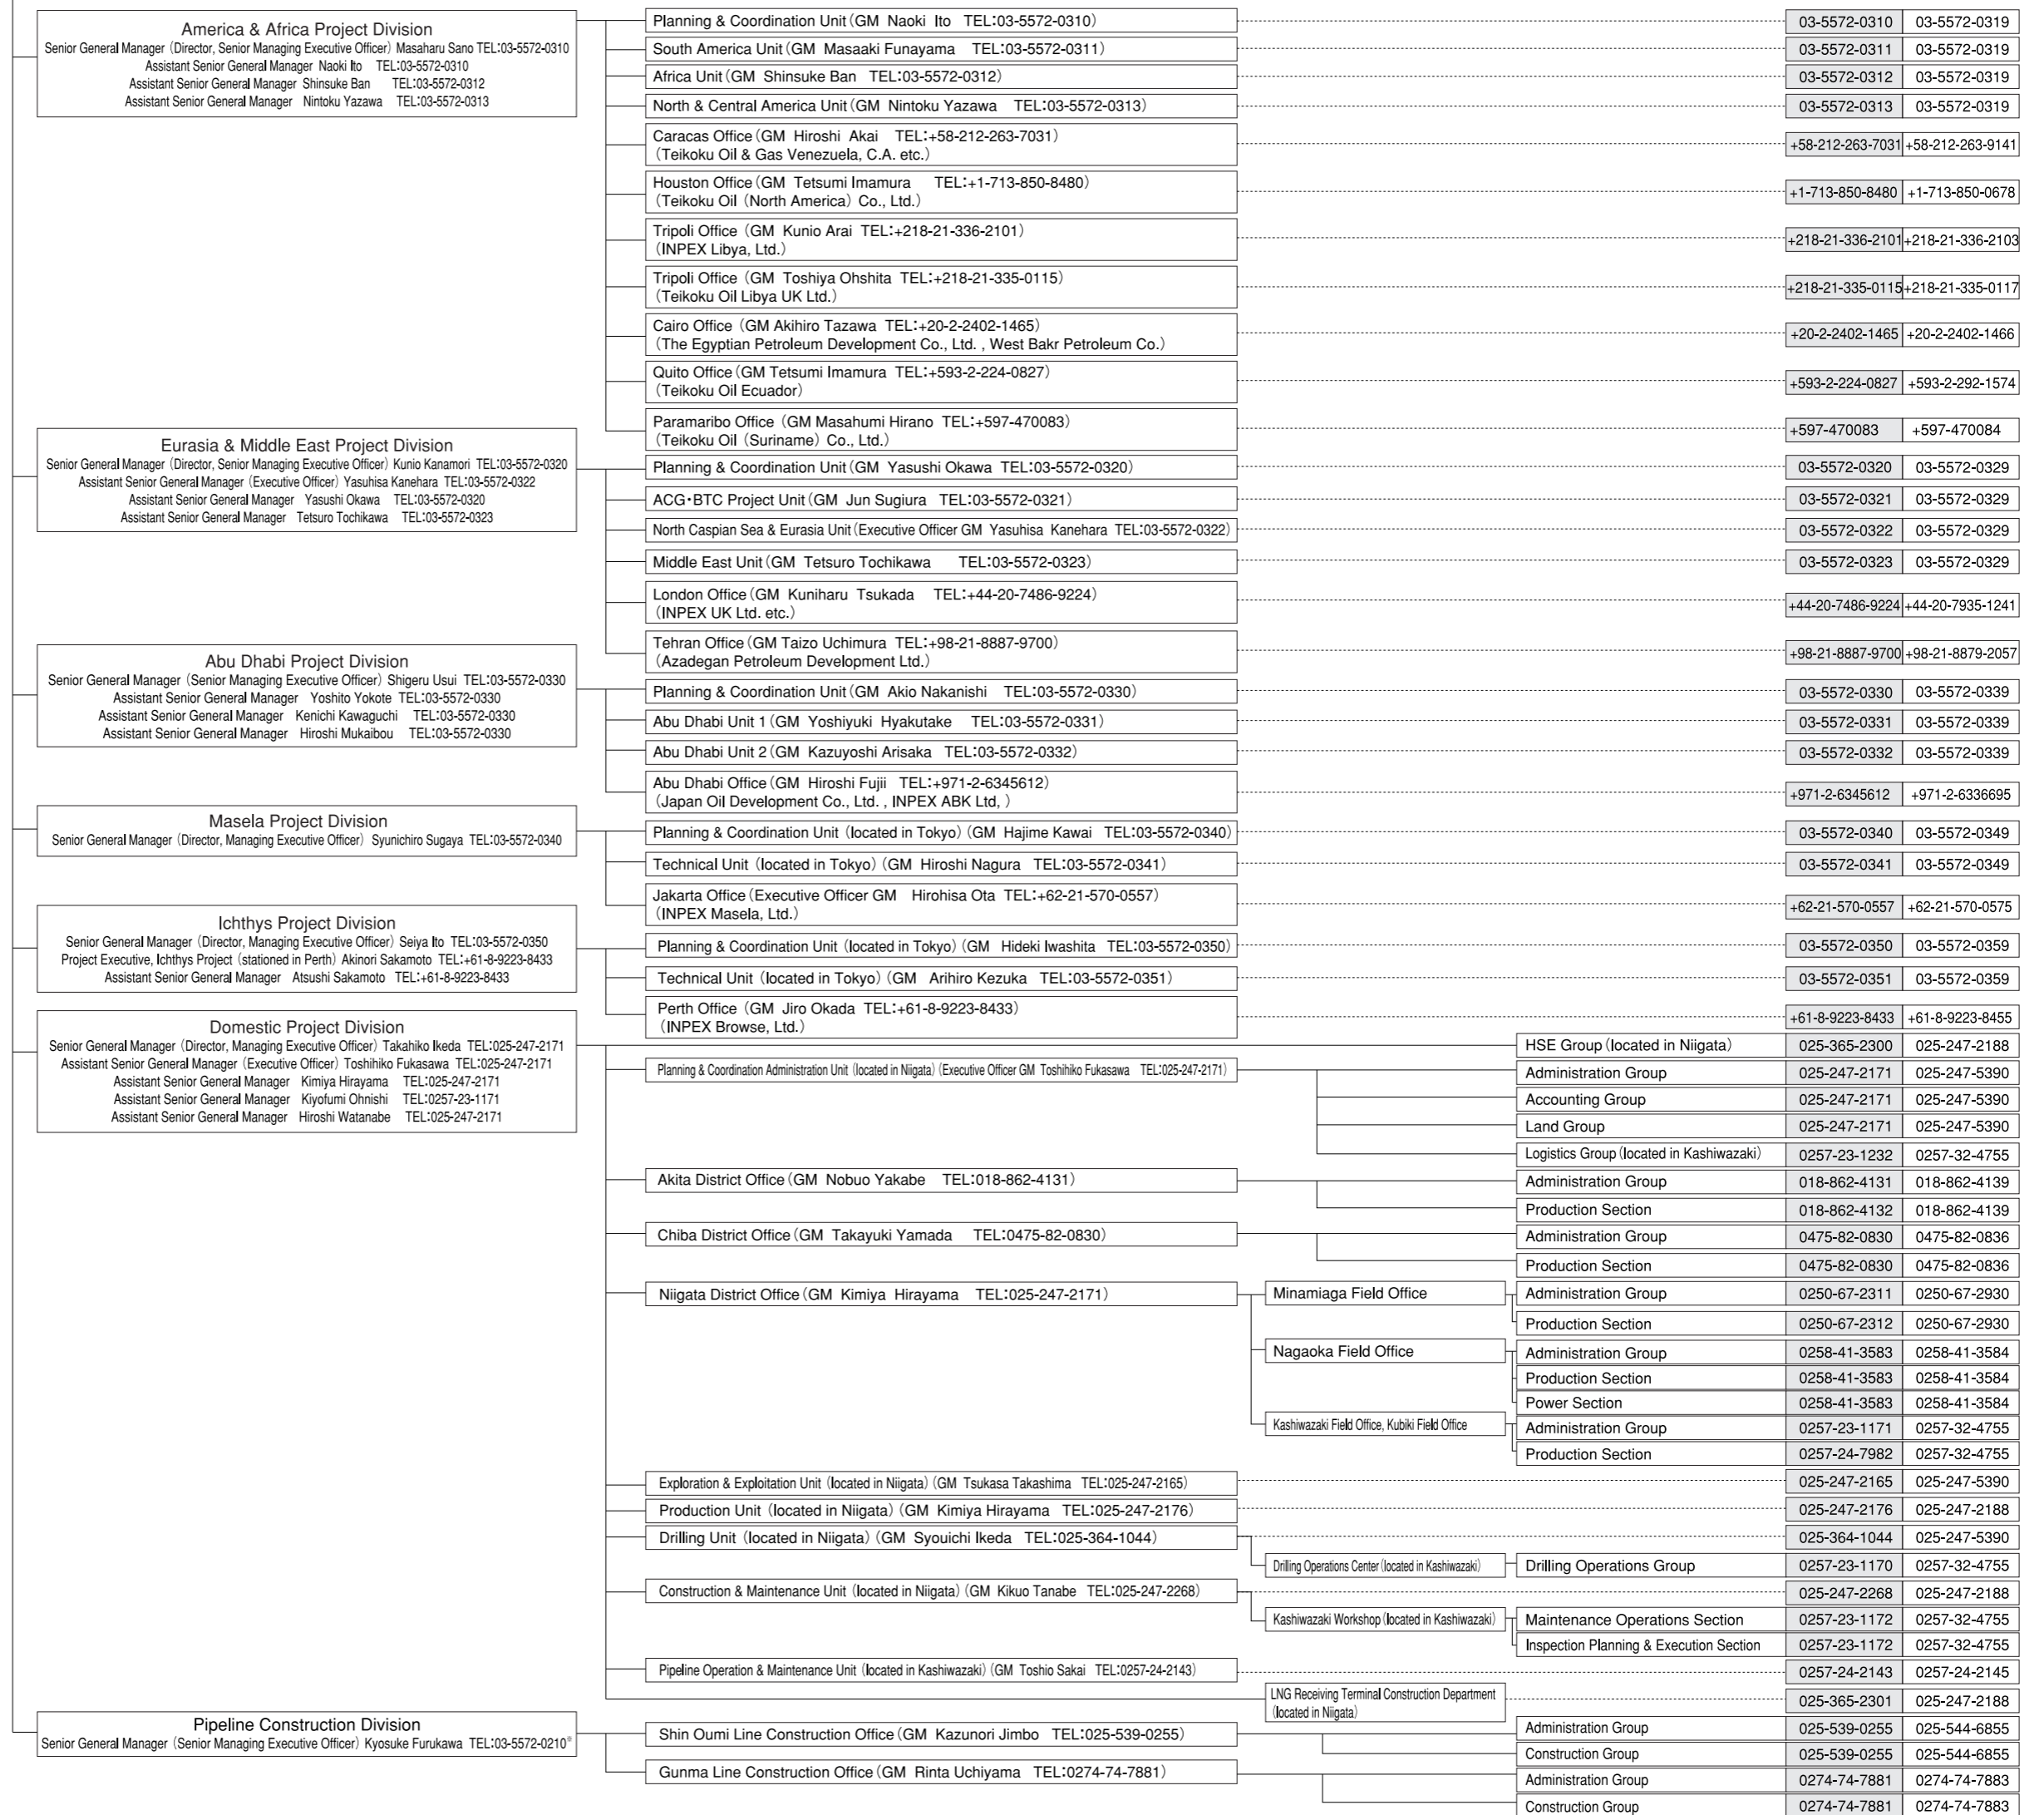 America & Africa Project Division
Senior General Manager (Director, Senior Managing Executive Officer) Masaharu Sano TEL:03-5572-0310
Assistant Senior General Manager Naoki Ito TEL:03-5572-0310
Assistant Senior General Manager Shinsuke Ban TEL:03-5572-0312
Assistant Senior General Manager Nintoku Yazawa TEL:03-5572-0313
Planning & Coordination Unit (GM Naoki Ito TEL:03-5572-0310) 03-5572-0310 03-5572-0319
South America Unit (GM Masaaki Funayama TEL:03-5572-0311) 03-5572-0311 03-5572-0319
Africa Unit (GM Shinsuke Ban TEL:03-5572-0312) 03-5572-0312 03-5572-0319
North & Central America Unit (GM Nintoku Yazawa TEL:03-5572-0313) 03-5572-0313 03-5572-0319
Caracas Office (GM Hiroshi Akai TEL:+58-212-263-7031)
(Teikoku Oil & Gas Venezuela, C.A. etc.) +58-212-263-7031 +58-212-263-9141
Houston Office (GM Tetsumi Imamura TEL:+1-713-850-8480)
(Teikoku Oil (North America) Co., Ltd.) +1-713-850-8480 +1-713-850-0678
Tripoli Office (GM Kunio Arai TEL:+218-21-336-2101)
(INPEX Libya, Ltd.) +218-21-336-2101 +218-21-336-2103
Tripoli Office (GM Toshiya Ohshita TEL:+218-21-335-0115)
(Teikoku Oil Libya UK Ltd.) +218-21-335-0115 +218-21-335-0117
Cairo Office (GM Akihiro Tazawa TEL:+20-2-2402-1465)
(The Egyptian Petroleum Development Co., Ltd. , West Bakr Petroleum Co.) +20-2-2402-1465 +20-2-2402-1466
Quito Office (GM Tetsumi Imamura TEL:+593-2-224-0827)
(Teikoku Oil Ecuador) +593-2-224-0827 +593-2-292-1574
Paramaribo Office (GM Masahumi Hirano TEL:+597-470083)
(Teikoku Oil (Suriname) Co., Ltd.) +597-470083 +597-470084
Eurasia & Middle East Project Division
Senior General Manager (Director, Senior Managing Executive Officer) Kunio Kanamori TEL:03-5572-0320
Assistant Senior General Manager (Executive Officer) Yasuhisa Kanehara TEL:03-5572-0322
Assistant Senior General Manager Yasushi Okawa TEL:03-5572-0320
Assistant Senior General Manager Tetsuro Tochikawa TEL:03-5572-0323
Planning & Coordination Unit (GM Yasushi Okawa TEL:03-5572-0320) 03-5572-0320 03-5572-0329
ACG•BTC Project Unit (GM Jun Sugiura TEL:03-5572-0321) 03-5572-0321 03-5572-0329
North Caspian Sea & Eurasia Unit (Executive Officer GM Yasuhisa Kanehara TEL:03-5572-0322) 03-5572-0322 03-5572-0329
Middle East Unit (GM Tetsuro Tochikawa TEL:03-5572-0323) 03-5572-0323 03-5572-0329
London Office (GM Kuniharu Tsukada TEL:+44-20-7486-9224)
(INPEX UK Ltd. etc.) +44-20-7486-9224 +44-20-7935-1241
Tehran Office (GM Taizo Uchimura TEL:+98-21-8887-9700)
(Azadegan Petroleum Development Ltd.) +98-21-8887-9700 +98-21-8879-2057
Abu Dhabi Project Division
Senior General Manager (Senior Managing Executive Officer) Shigeru Usui TEL:03-5572-0330
Assistant Senior General Manager Yoshito Yokote TEL:03-5572-0330
Assistant Senior General Manager Kenichi Kawaguchi TEL:03-5572-0330
Assistant Senior General Manager Hiroshi Mukaibou TEL:03-5572-0330
Planning & Coordination Unit (GM Akio Nakanishi TEL:03-5572-0330) 03-5572-0330 03-5572-0339
Abu Dhabi Unit 1 (GM Yoshiyuki Hyakutake TEL:03-5572-0331) 03-5572-0331 03-5572-0339
Abu Dhabi Unit 2 (GM Kazuyoshi Arisaka TEL:03-5572-0332) 03-5572-0332 03-5572-0339
Abu Dhabi Office (GM Hiroshi Fujii TEL:+971-2-6345612)
(Japan Oil Development Co., Ltd. , INPEX ABK Ltd, ) +971-2-6345612 +971-2-6336695
Masela Project Division
Senior General Manager (Director, Managing Executive Officer) Syunichiro Sugaya TEL:03-5572-0340
Planning & Coordination Unit (located in Tokyo) (GM Hajime Kawai TEL:03-5572-0340) 03-5572-0340 03-5572-0349
Technical Unit (located in Tokyo) (GM Hiroshi Nagura TEL:03-5572-0341) 03-5572-0341 03-5572-0349
Jakarta Office (Executive Officer GM Hirohisa Ota TEL:+62-21-570-0557)
(INPEX Masela, Ltd.) +62-21-570-0557 +62-21-570-0575
Ichthys Project Division
Senior General Manager (Director, Managing Executive Officer) Seiya Ito TEL:03-5572-0350
Project Executive, Ichthys Project (stationed in Perth) Akinori Sakamoto TEL:+61-8-9223-8433
Assistant Senior General Manager Atsushi Sakamoto TEL:+61-8-9223-8433
Planning & Coordination Unit (located in Tokyo) (GM Hideki Iwashita TEL:03-5572-0350) 03-5572-0350 03-5572-0359
Technical Unit (located in Tokyo) (GM Arihiro Kezuka TEL:03-5572-0351) 03-5572-0351 03-5572-0359
Perth Office (GM Jiro Okada TEL:+61-8-9223-8433)
(INPEX Browse, Ltd.) +61-8-9223-8433 +61-8-9223-8455
Domestic Project Division
Senior General Manager (Director, Managing Executive Officer) Takahiko Ikeda TEL:025-247-2171
Assistant Senior General Manager (Executive Officer) Toshihiko Fukasawa TEL:025-247-2171
Assistant Senior General Manager Kimiya Hirayama TEL:025-247-2171
Assistant Senior General Manager Kiyofumi Ohnishi TEL:0257-23-1171
Assistant Senior General Manager Hiroshi Watanabe TEL:025-247-2171
HSE Group (located in Niigata) 025-365-2300 025-247-2188
Planning & Coordination Administration Unit (located in Niigata) (Executive Officer GM Toshihiko Fukasawa TEL:025-247-2171)
Administration Group 025-247-2171 025-247-5390
Accounting Group 025-247-2171 025-247-5390
Land Group 025-247-2171 025-247-5390
Logistics Group (located in Kashiwazaki) 0257-23-1232 0257-32-4755
Akita District Office (GM Nobuo Yakabe TEL:018-862-4131)
Administration Group 018-862-4131 018-862-4139
Production Section 018-862-4132 018-862-4139
Chiba District Office (GM Takayuki Yamada TEL:0475-82-0830)
Administration Group 0475-82-0830 0475-82-0836
Production Section 0475-82-0830 0475-82-0836
Niigata District Office (GM Kimiya Hirayama TEL:025-247-2171)
Minamiaga Field Office
Administration Group 0250-67-2311 0250-67-2930
Production Section 0250-67-2312 0250-67-2930
Nagaoka Field Office
Administration Group 0258-41-3583 0258-41-3584
Production Section 0258-41-3583 0258-41-3584
Power Section 0258-41-3583 0258-41-3584
Kashiwazaki Field Office, Kubiki Field Office
Administration Group 0257-23-1171 0257-32-4755
Production Section 0257-24-7982 0257-32-4755
Exploration & Exploitation Unit (located in Niigata) (GM Tsukasa Takashima TEL:025-247-2165) 025-247-2165 025-247-5390
Production Unit (located in Niigata) (GM Kimiya Hirayama TEL:025-247-2176) 025-247-2176 025-247-2188
Drilling Unit (located in Niigata) (GM Syouichi Ikeda TEL:025-364-1044) 025-364-1044 025-247-5390
Drilling Operations Center (located in Kashiwazaki) Drilling Operations Group 0257-23-1170 0257-32-4755
Construction & Maintenance Unit (located in Niigata) (GM Kikuo Tanabe TEL:025-247-2268) 025-247-2268 025-247-2188
Kashiwazaki Workshop (located in Kashiwazaki) Maintenance Operations Section 0257-23-1172 0257-32-4755
Inspection Planning & Execution Section 0257-23-1172 0257-32-4755
Pipeline Operation & Maintenance Unit (located in Kashiwazaki) (GM Toshio Sakai TEL:0257-24-2143) 0257-24-2143 0257-24-2145
LNG Receiving Terminal Construction Department
(located in Niigata) 025-365-2301 025-247-2188
Pipeline Construction Division
Senior General Manager (Senior Managing Executive Officer) Kyosuke Furukawa TEL:03-5572-0210※
Shin Oumi Line Construction Office (GM Kazunori Jimbo TEL:025-539-0255)
Administration Group 025-539-0255 025-544-6855
Construction Group 025-539-0255 025-544-6855
Gunma Line Construction Office (GM Rinta Uchiyama TEL:0274-74-7881)
Administration Group 0274-74-7881 0274-74-7883
Construction Group 0274-74-7881 0274-74-7883